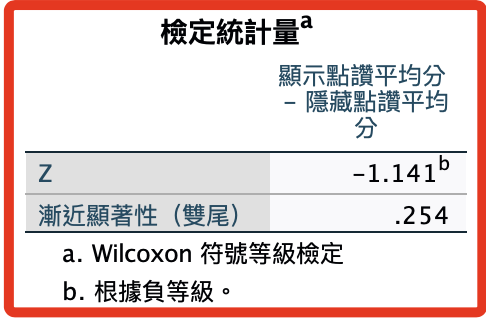 檢定統計量a
顯示點讚平均分
– 隱藏點讚平均
分
Z -1.141b
漸近顯著性（雙尾） .254
a. Wilcoxon 符號等級檢定
b. 根據負等級。